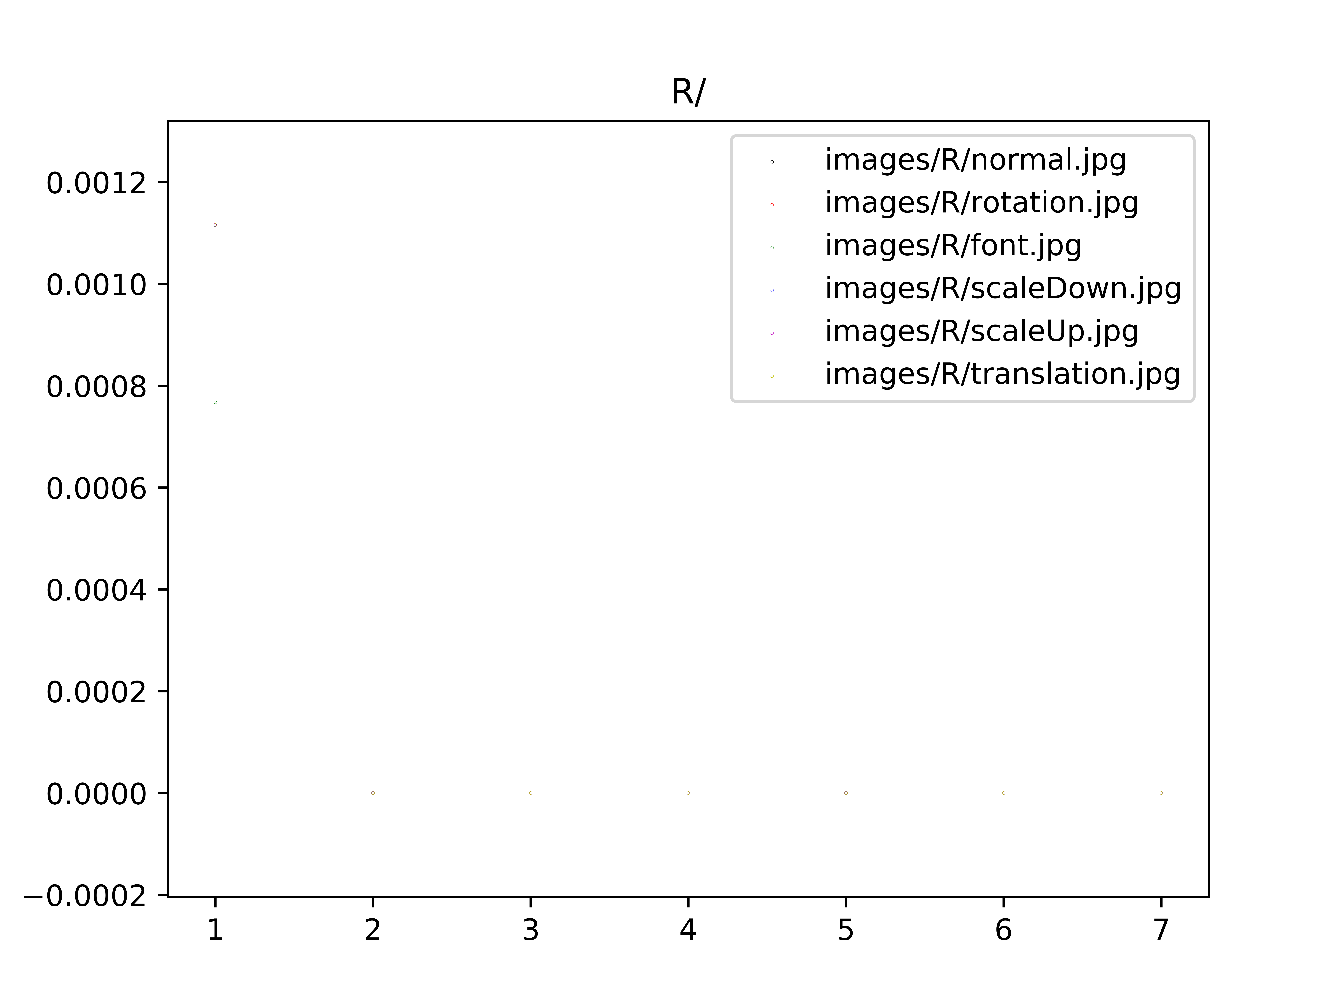 R/
images/R/normal.jpg
images/R/rotation.jpg
images/R/font.jpg
images/R/scaleDown.jpg
images/R/scaleUp.jpg
images/R/translation.jpg
0.0012
0.0010
0.0008
0.0006
0.0004
0.0002
0.0000
−0.0002
1 2 3 4 5 6 7